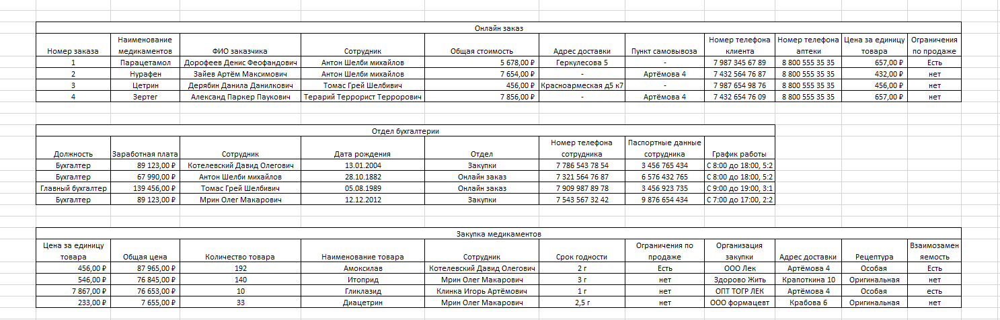 Онлайн заказ
Номер заказа Наименование медикаментов ФИО заказчика Сотрудник Общая стоимость Адрес доставки Пункт самовывоза Номер телефона клиента Номер телефона аптеки Цена за единицу товара Ограничения по продаже
1 Парацетамол Дорофеев Денис Феофандович Антон Шелби михайлов 5 678,00 ₽ Геркулесова 5 - 7 987 345 67 89 8 800 555 35 35 657,00 ₽ Есть
2 Нурафен Зайев Артём Максимович Антон Шелби михайлов 7 654,00 ₽ - Артёмова 4 7 432 564 76 87 8 800 555 35 35 432,00 ₽ нет
3 Цетрин Дерябин Данила Данилкович Томас Грей Шелбивич 456,00 ₽ Красноармеская д5 к7 - 7 987 654 98 76 8 800 555 35 35 456,00 ₽ нет
4 Зертег Александ Паркер Паукович Терарий Террорист Террорович 7 856,00 ₽ - Артёмова 4 7 432 654 76 09 8 800 555 35 35 657,00 ₽ нет
Отдел бухгалтерии
Должность Заработная плата Сотрудник Дата рождения Отдел Номер телефона сотрудника Паспортные данные сотрудника График работы
Бухгалтер 89 123,00 ₽ Котелевский Давид Олегович 13.01.2004 Закупки 7 786 543 78 54 3 456 765 434 С 8:00 до 18:00, 5:2
Бухгалтер 67 990,00 ₽ Антон Шелби михайлов 28.10.1882 Онлайн заказ 7 321 564 76 87 6 576 432 765 С 8:00 до 18:00, 5:2
Главный бухгалтер 139 456,00 ₽ Томас Грей Шелбивич 05.08.1989 Онлайн заказ 7 909 987 89 78 3 456 923 735 С 9:00 до 19:00, 3:1
Бухгалтер 89 123,00 ₽ Мрин Олег Макарович 12.12.2012 Закупки 7 543 567 32 42 9 876 654 434 С 7:00 до 17:00, 2:2
Закупка медикаментов
Цена за единицу товара Общая цена Количество товара Наименование товара Сотрудник Срок годности Ограничения по продаже Организация закупки Адрес доставки Рецептура Взаимозаменяемость
456,00 ₽ 87 965,00 ₽ 192 Амоксилав Котелевский Давид Олегович 2 г Есть ООО Лек Артёмова 4 Особая Есть
546,00 ₽ 76 845,00 ₽ 140 Итоприд Мрин Олег Макарович 3 г нет Здорово Жить Крапоткина 10 Оригинальная нет
7 867,00 ₽ 76 653,00 ₽ 10 Гликлазид Клинка Игорь Артёмович 1 г нет ОПТ ТОГР ЛЕК Артёмова 4 Особая есть
233,00 ₽ 7 655,00 ₽ 33 Диацетрин Мрин Олег Макарович 2,5 г нет ООО формацевт Крабова 6 Оригинальная нет